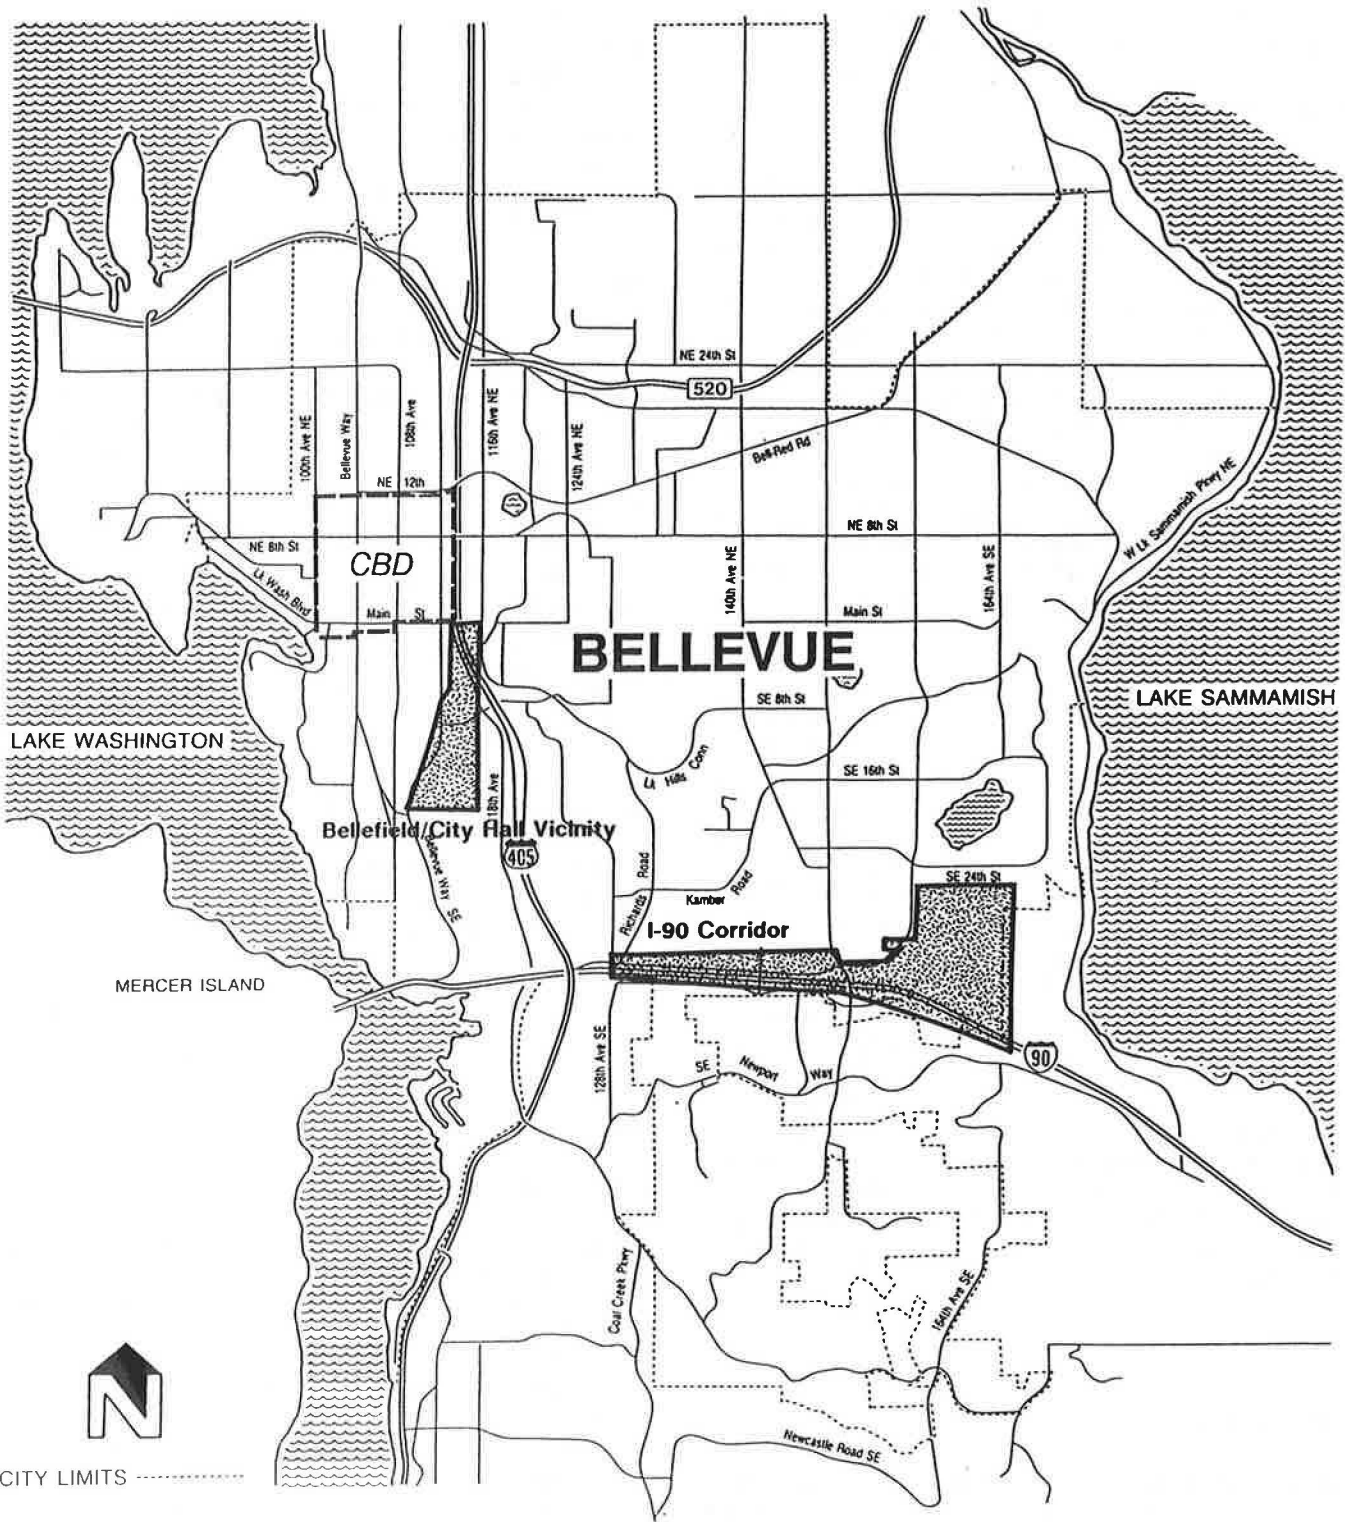 NE 24th St
520
100th Ave NE
Bellevue Way
108th Ave
116th Ave NE
124th Ave NE
Bell-Red Rd
NE 12th
W Lk Sammamish Pkwy NE
NE 8th St
NE 8th St
CBD
Lk Wash Blvd
140th Ave NE
164th Ave SE
Main St
Main St
BELLEVUE
LAKE SAMMAMISH
SE 8th St
LAKE WASHINGTON
Lk Hills Conn
SE 16th St
118th Ave
Bellefield/City Hall Vicinity
405
Bellevue Way SE
Richards Road
Kamber Road
SE 24th St
I-90 Corridor
MERCER ISLAND
128th Ave SE
SE Newport Way
90
Coal Creek Pkwy
164th Ave SE
N
Newcastle Road SE
CITY LIMITS